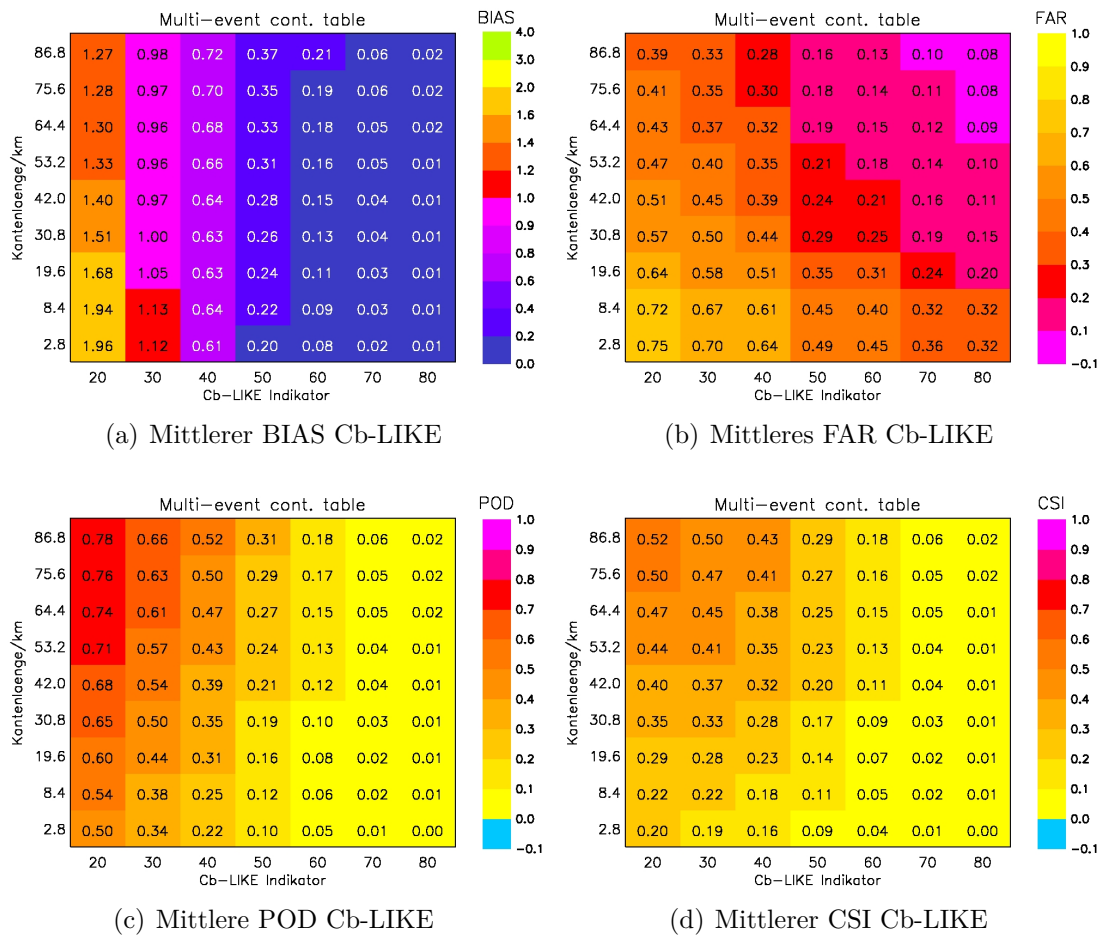 Multi-event cont. table
BIAS
Kantenlaenge/km
86.8 1.27 0.98 0.72 0.37 0.21 0.06 0.02
75.6 1.28 0.97 0.70 0.35 0.19 0.06 0.02
64.4 1.30 0.96 0.68 0.33 0.18 0.05 0.02
53.2 1.33 0.96 0.66 0.31 0.16 0.05 0.01
42.0 1.40 0.97 0.64 0.28 0.15 0.04 0.01
30.8 1.51 1.00 0.63 0.26 0.13 0.04 0.01
19.6 1.68 1.05 0.63 0.24 0.11 0.03 0.01
8.4 1.94 1.13 0.64 0.22 0.09 0.03 0.01
2.8 1.96 1.12 0.61 0.20 0.08 0.02 0.01
20 30 40 50 60 70 80
Cb-LIKE Indikator
4.0
3.0
2.0
1.6
1.4
1.2
1.0
0.9
0.8
0.6
0.4
0.2
0.0
(a) Mittlerer BIAS Cb-LIKE
Multi-event cont. table
FAR
Kantenlaenge/km
86.8 0.39 0.33 0.28 0.16 0.13 0.10 0.08
75.6 0.41 0.35 0.30 0.18 0.14 0.11 0.08
64.4 0.43 0.37 0.32 0.19 0.15 0.12 0.09
53.2 0.47 0.40 0.35 0.21 0.18 0.14 0.10
42.0 0.51 0.45 0.39 0.24 0.21 0.16 0.11
30.8 0.57 0.50 0.44 0.29 0.25 0.19 0.15
19.6 0.64 0.58 0.51 0.35 0.31 0.24 0.20
8.4 0.72 0.67 0.61 0.45 0.40 0.32 0.32
2.8 0.75 0.70 0.64 0.49 0.45 0.36 0.32
20 30 40 50 60 70 80
Cb-LIKE Indikator
1.0
0.9
0.8
0.7
0.6
0.5
0.4
0.3
0.2
0.1
-0.1
(b) Mittleres FAR Cb-LIKE
Multi-event cont. table
POD
Kantenlaenge/km
86.8 0.78 0.66 0.52 0.31 0.18 0.06 0.02
75.6 0.76 0.63 0.50 0.29 0.17 0.05 0.02
64.4 0.74 0.61 0.47 0.27 0.15 0.05 0.02
53.2 0.71 0.57 0.43 0.24 0.13 0.04 0.01
42.0 0.68 0.54 0.39 0.21 0.12 0.04 0.01
30.8 0.65 0.50 0.35 0.19 0.10 0.03 0.01
19.6 0.60 0.44 0.31 0.16 0.08 0.02 0.01
8.4 0.54 0.38 0.25 0.12 0.06 0.02 0.01
2.8 0.50 0.34 0.22 0.10 0.05 0.01 0.00
20 30 40 50 60 70 80
Cb-LIKE Indikator
1.0
0.9
0.8
0.7
0.6
0.5
0.4
0.3
0.2
0.1
0.0
-0.1
(c) Mittlere POD Cb-LIKE
Multi-event cont. table
CSI
Kantenlaenge/km
86.8 0.52 0.50 0.43 0.29 0.18 0.06 0.02
75.6 0.50 0.47 0.41 0.27 0.16 0.05 0.02
64.4 0.47 0.45 0.38 0.25 0.15 0.05 0.01
53.2 0.44 0.41 0.35 0.23 0.13 0.04 0.01
42.0 0.40 0.37 0.32 0.20 0.11 0.04 0.01
30.8 0.35 0.33 0.28 0.17 0.09 0.03 0.01
19.6 0.29 0.28 0.23 0.14 0.07 0.02 0.01
8.4 0.22 0.22 0.18 0.11 0.05 0.02 0.01
2.8 0.20 0.19 0.16 0.09 0.04 0.01 0.00
20 30 40 50 60 70 80
Cb-LIKE Indikator
1.0
0.9
0.8
0.7
0.6
0.5
0.4
0.3
0.2
0.1
0.0
-0.1
(d) Mittlerer CSI Cb-LIKE